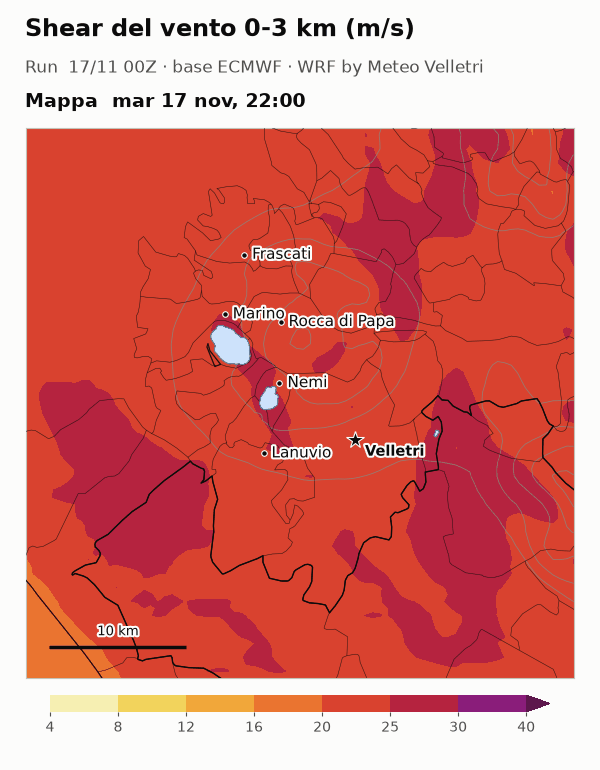 Shear del vento 0-3 km (m/s)
Run 17/11 00Z · base ECMWF · WRF by Meteo Velletri
Mappa mar 17 nov, 22:00
Frascati
Marino
Rocca di Papa
Nemi
Velletri
Lanuvio
10 km
4 8 12 16 20 25 30 40